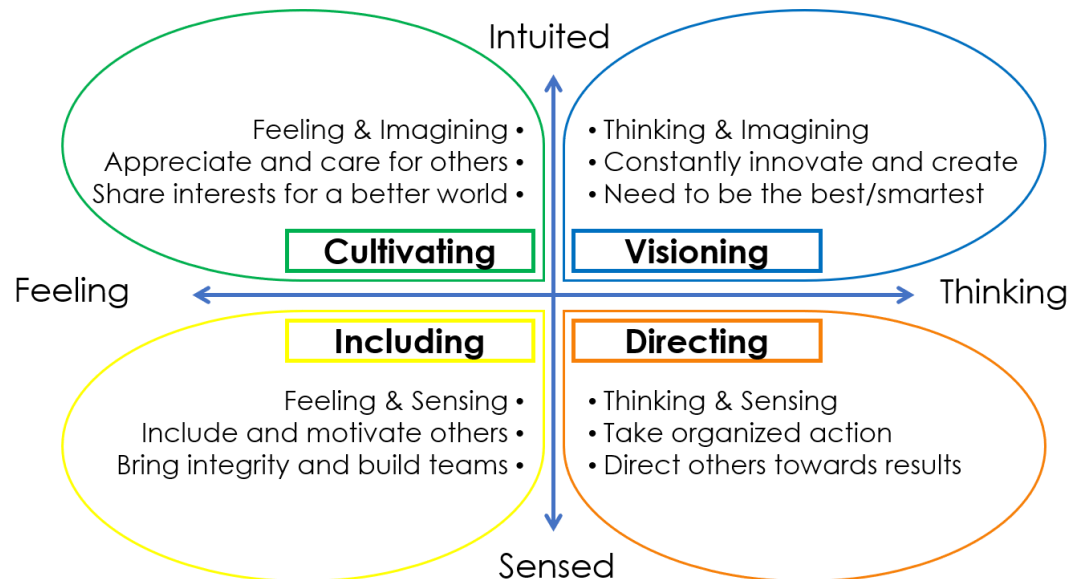 Intuited
Feeling & Imagining •
Appreciate and care for others •
Share interests for a better world •
Cultivating
• Thinking & Imagining
• Constantly innovate and create
• Need to be the best/smartest
Visioning
Feeling
Thinking
Including
Feeling & Sensing •
Include and motivate others •
Bring integrity and build teams •
Directing
• Thinking & Sensing
• Take organized action
• Direct others towards results
Sensed